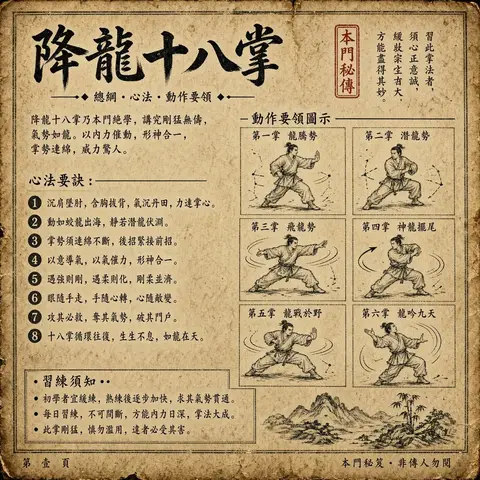 降龍十八掌
總綱·心法·動作要領
本門秘傳
習此掌法者，
須心正意誠，
方能盡得其妙。
降龍十八掌乃本門絕學，講究剛猛無儔，
氣勢如龍。以內力催動，形神合一，
掌勢連綿，威力驚人。
心法要訣：
1 沉肩墜肘，含胸拔背，氣沉丹田，力達掌心。
2 動如蛟龍出海，靜若潛龍伏淵。
3 掌勢須連綿不斷，後招緊接前招。
4 以意導氣，以氣催力，形神合一。
5 遇強則剛，遇柔則化，剛柔並濟。
6 眼隨手走，手隨心轉，心隨敵變。
7 攻其必救，奪其氣勢，破其門戶。
8 十八掌循環往復，生生不息，如龍在天。
動作要領圖示
第一掌 龍騰勢
第二掌 潛龍勢
第三掌 飛龍勢
第四掌 神龍擺尾
第五掌 龍戰於野
第六掌 龍吟九天
·習練須知··
·初學者宜緩練，熟練後逐步加快，求其氣勢貫通。
·每日習練，不可間斷，方能內力日深，掌法大成。
·此掌剛猛，慎勿濫用，違者必受其害。
第壹頁
本門秘笈·非傳人勿閱